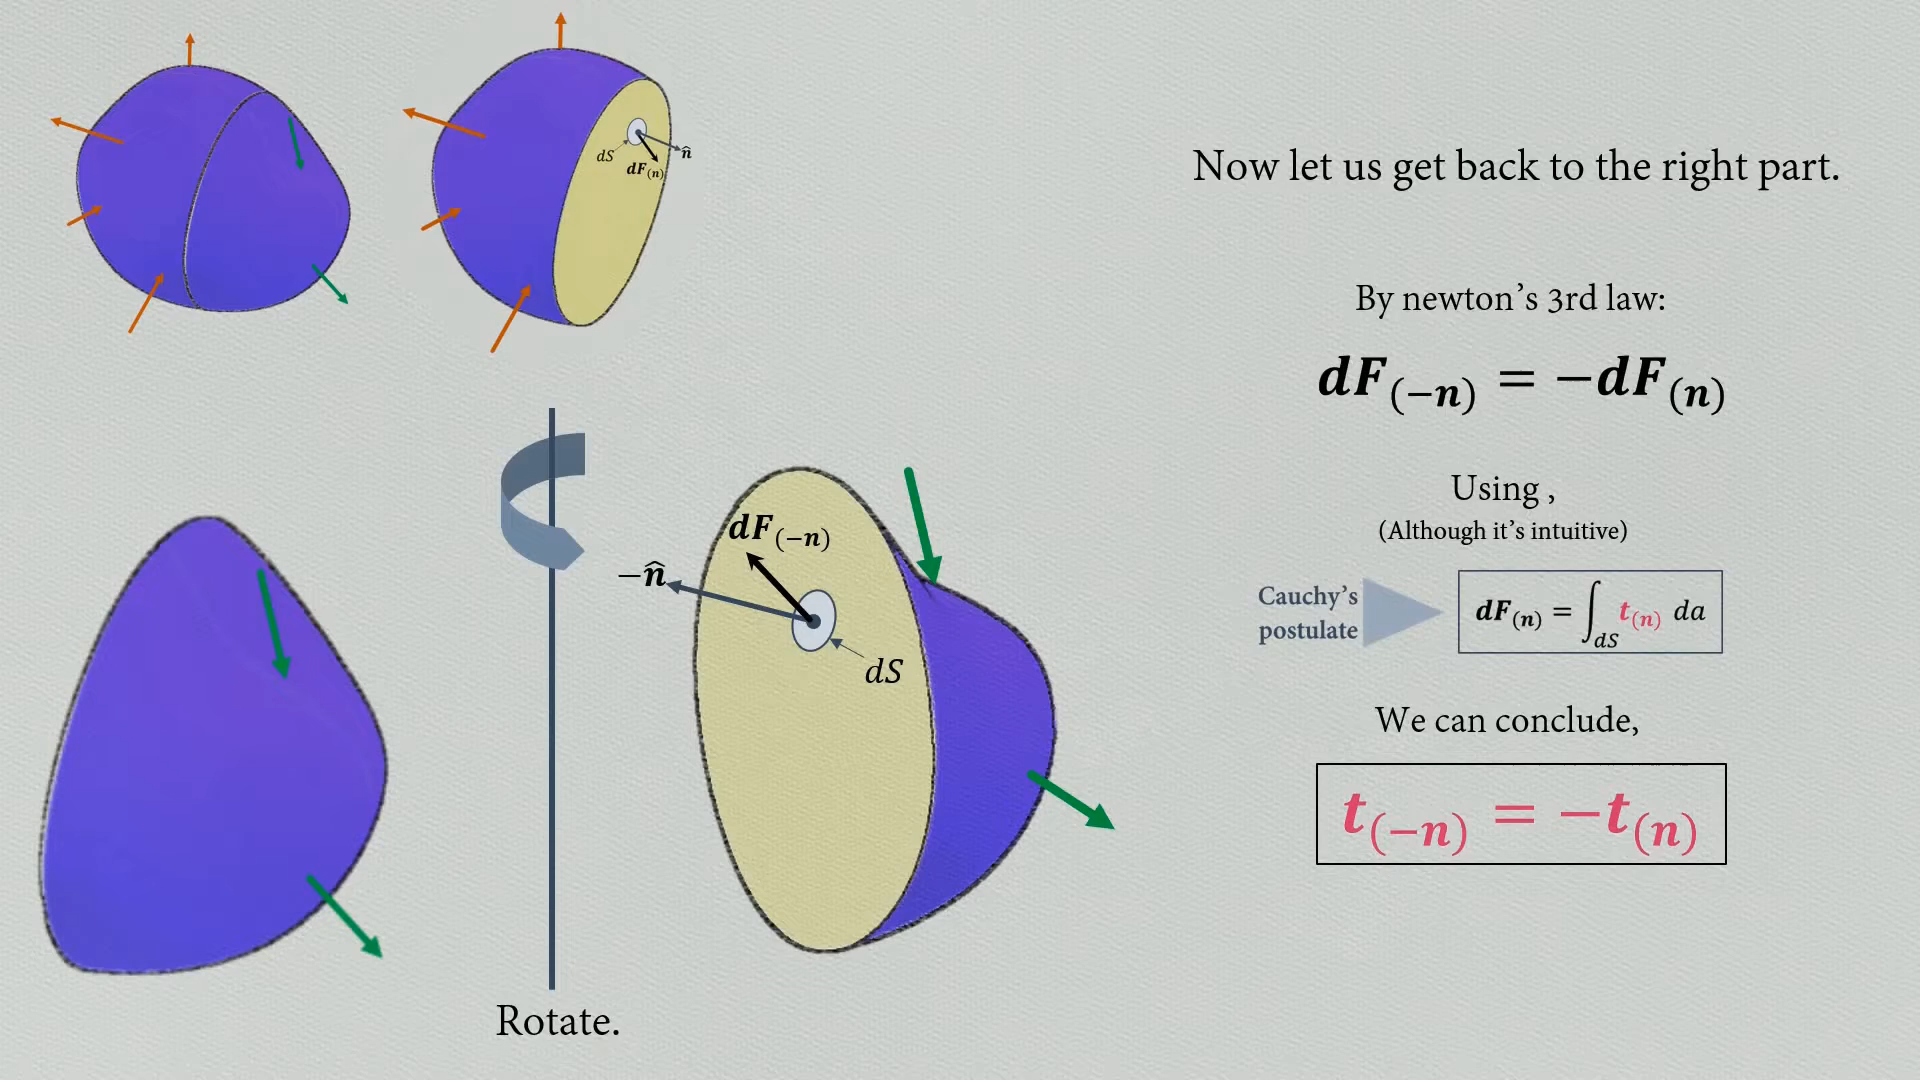 dS
n̂
dF(n)
Now let us get back to the right part.
By newton's 3rd law:
dF(−n) = −dF(n)
Using ,
(Although it's intuitive)
Cauchy's
postulate
dF(n) = ∫dS t(n) da
We can conclude,
t(−n) = −t(n)
dF(−n)
−n̂
dS
Rotate.